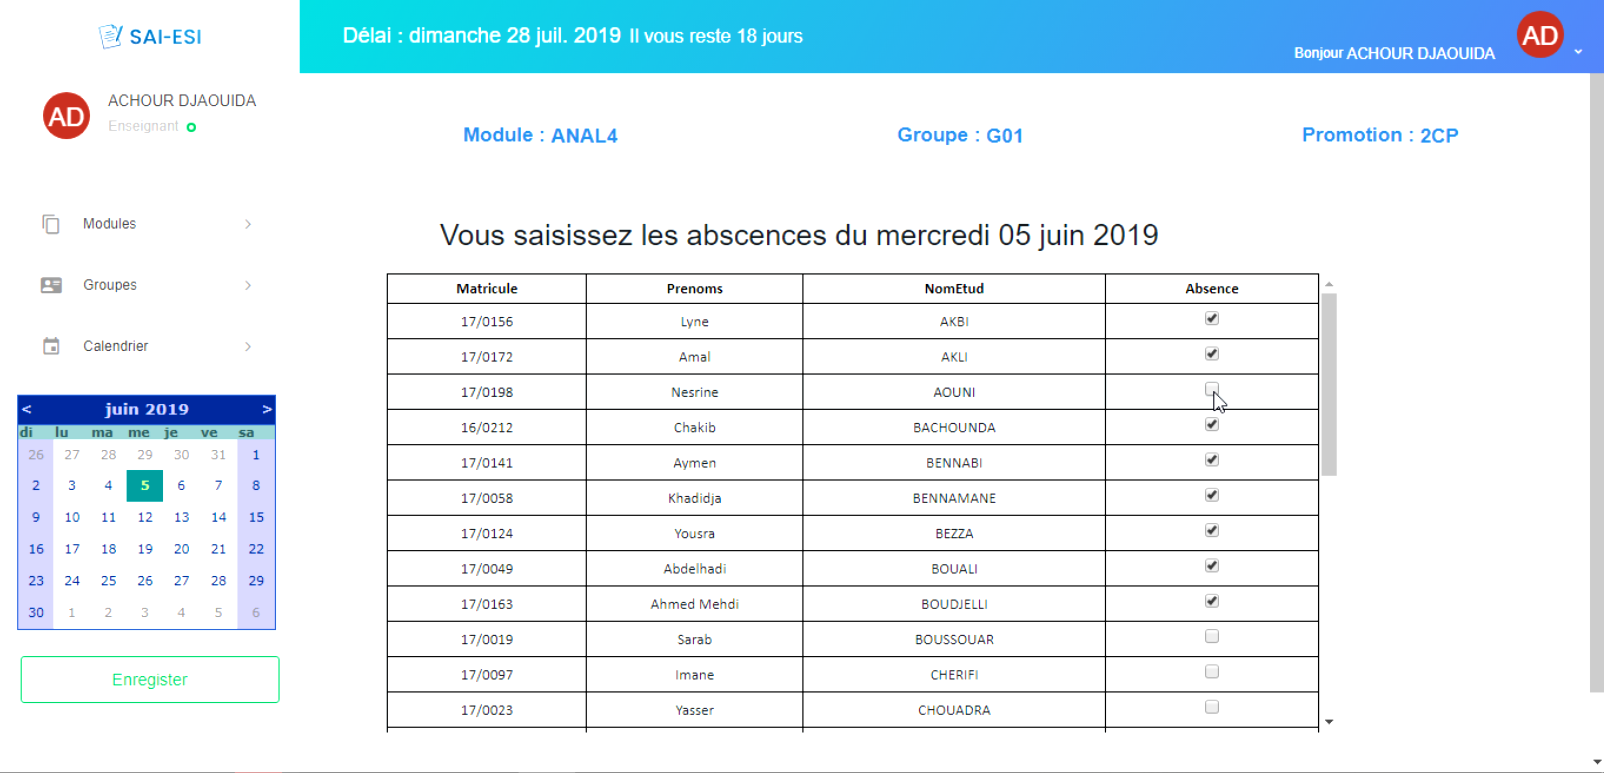 SAI-ESI
Délai : dimanche 28 juil. 2019 Il vous reste 18 jours
Bonjour ACHOUR DJAOUIDA
AD
AD
ACHOUR DJAOUIDA
Enseignant
Modules
Groupes
Calendrier
< juin 2019 >
di lu ma me je ve sa
26 27 28 29 30 31 1
2 3 4 5 6 7 8
9 10 11 12 13 14 15
16 17 18 19 20 21 22
23 24 25 26 27 28 29
30 1 2 3 4 5 6
Enregister
Module : ANAL4 Groupe : G01 Promotion : 2CP
Vous saisissez les abscences du mercredi 05 juin 2019
Matricule Prenoms NomEtud Absence
17/0156 Lyne AKBI
17/0172 Amal AKLI
17/0198 Nesrine AOUNI
16/0212 Chakib BACHOUNDA
17/0141 Aymen BENNABI
17/0058 Khadidja BENNAMANE
17/0124 Yousra BEZZA
17/0049 Abdelhadi BOUALI
17/0163 Ahmed Mehdi BOUDJELLI
17/0019 Sarab BOUSSOUAR
17/0097 Imane CHERIFI
17/0023 Yasser CHOUADRA